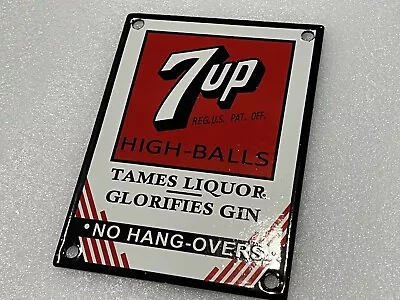 7up
REG. U.S. PAT. OFF.
HIGH-BALLS
TAMES LIQUOR
GLORIFIES GIN
•NO HANG-OVERS•